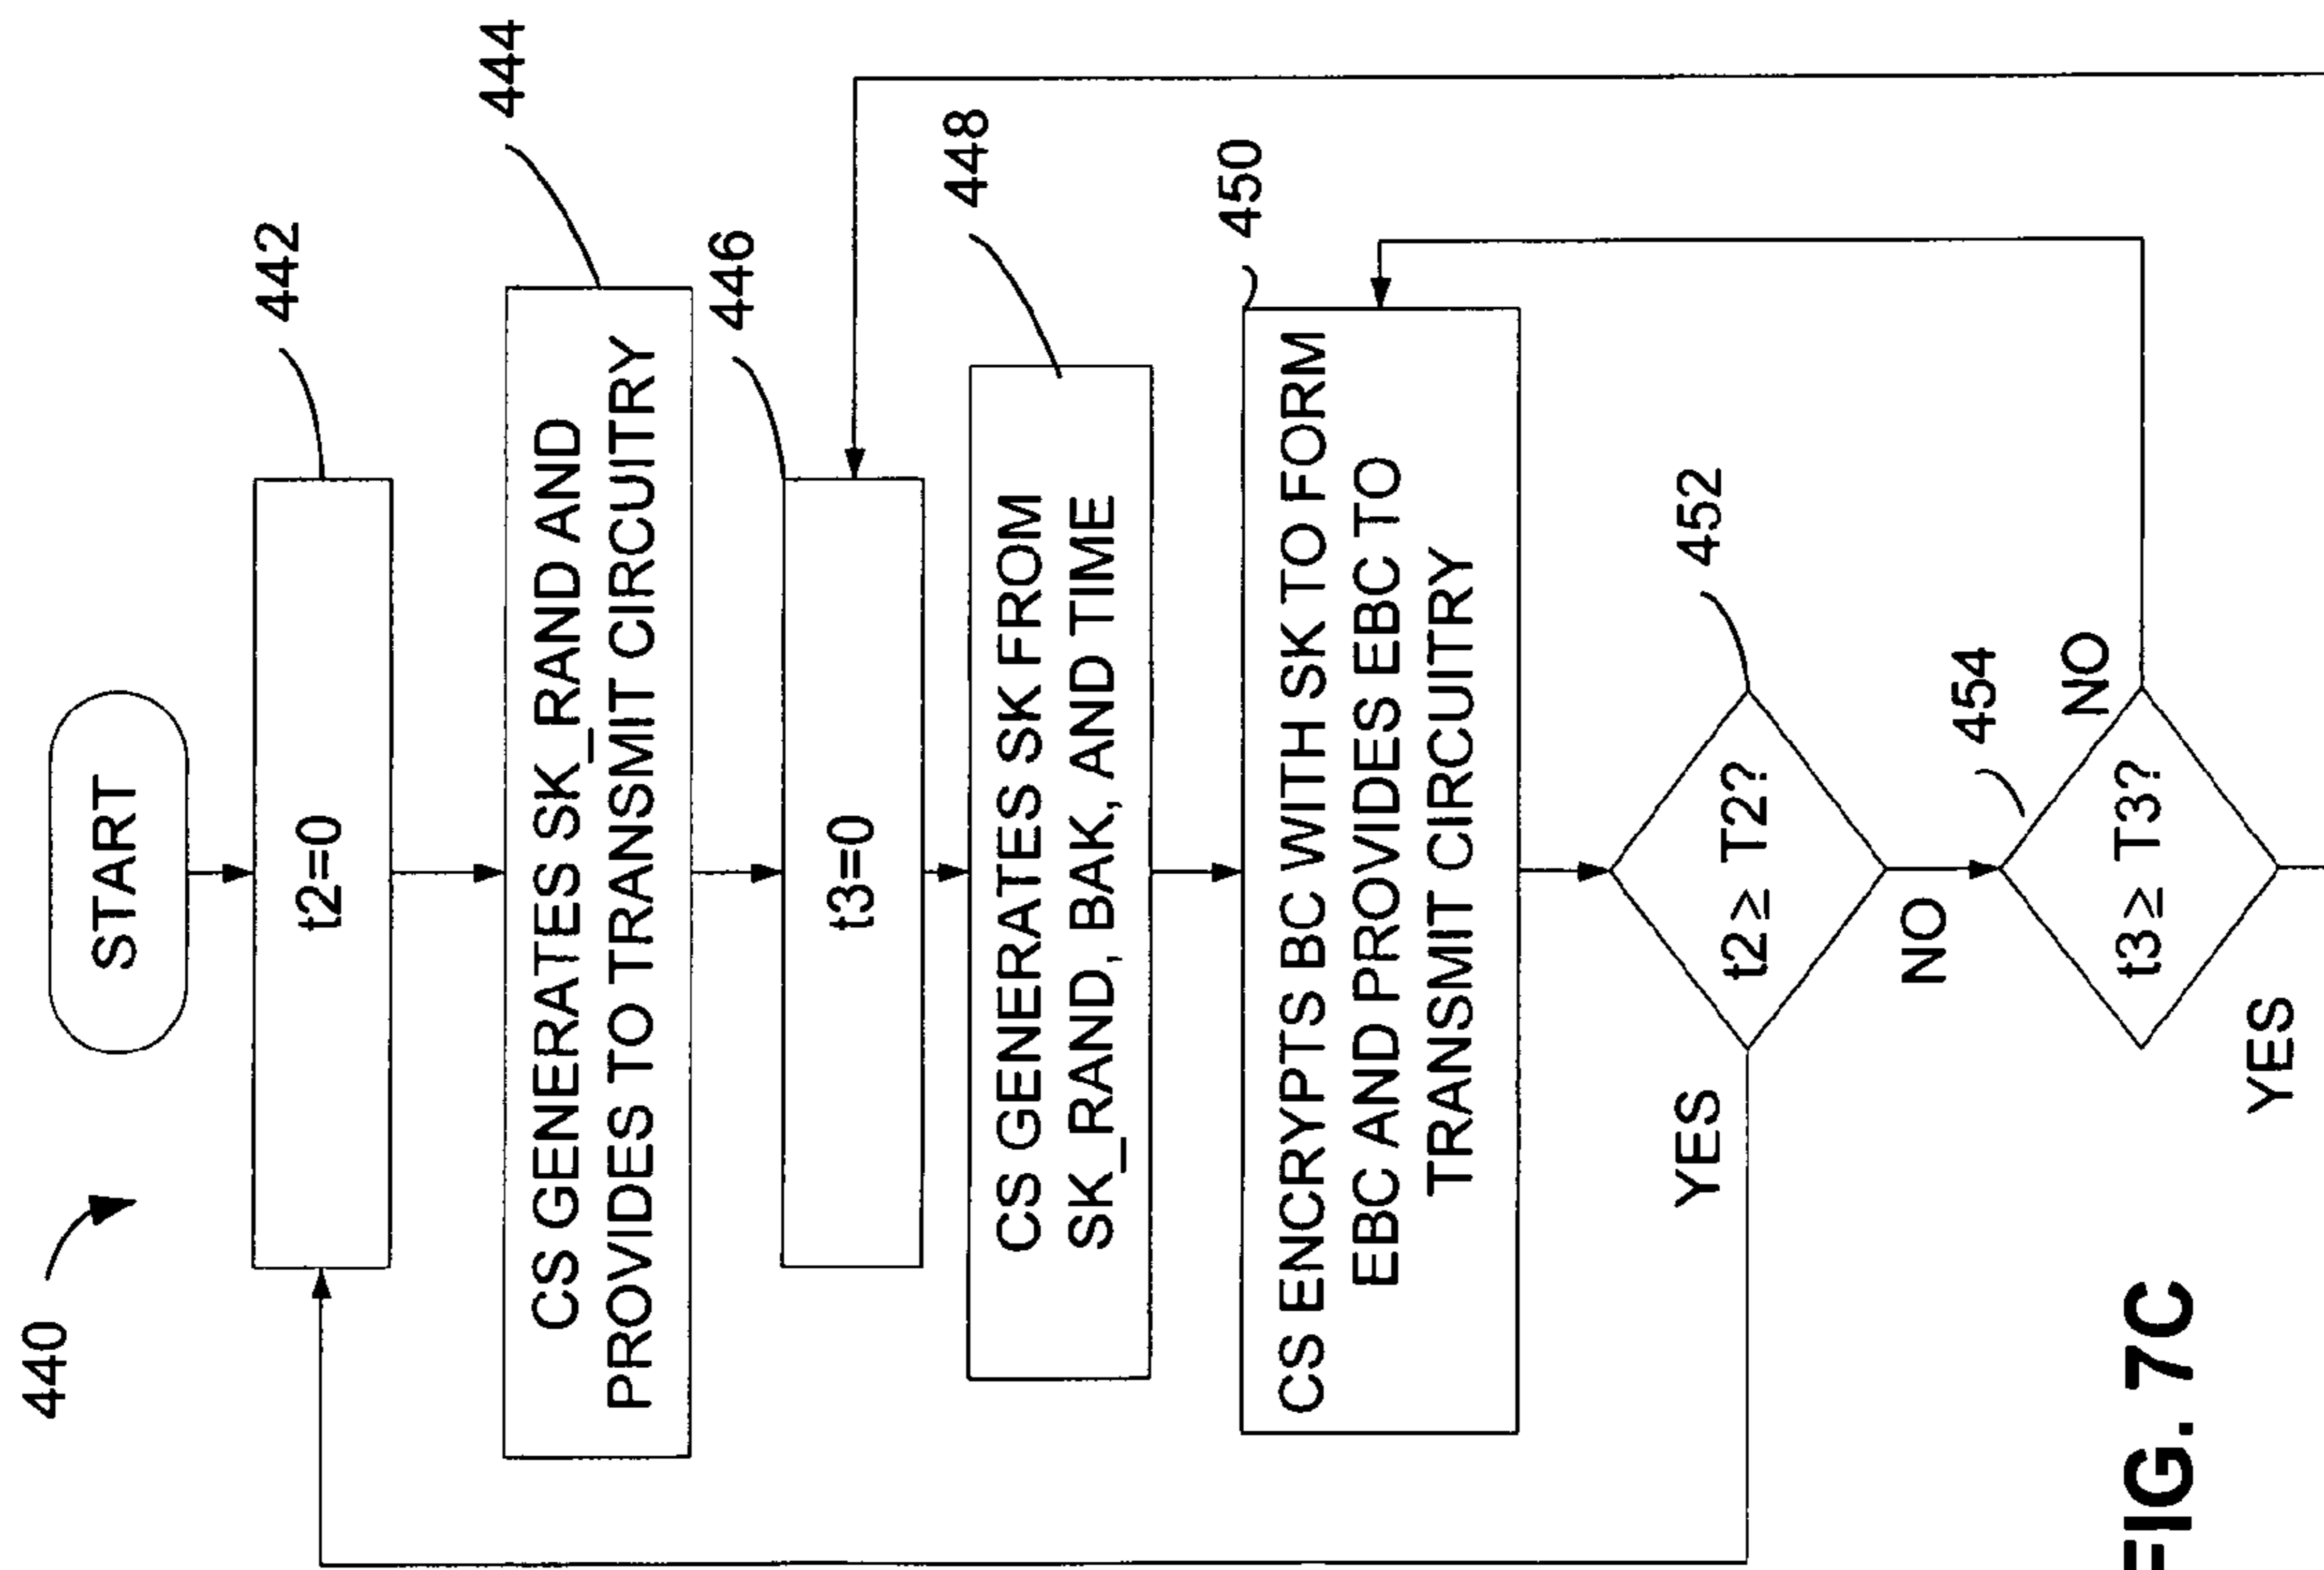 440
START
442
t2=0
444
CS GENERATES SK_RAND AND
PROVIDES TO TRANSMIT CIRCUITRY
446
t3=0
448
CS GENERATES SK FROM
SK_RAND, BAK, AND TIME
450
CS ENCRYPTS BC WITH SK TO FORM
EBC AND PROVIDES EBC TO
TRANSMIT CIRCUITRY
452
t2 ≥ T2?
YES
NO
454
t3 ≥ T3?
NO
YES
FIG. 7C